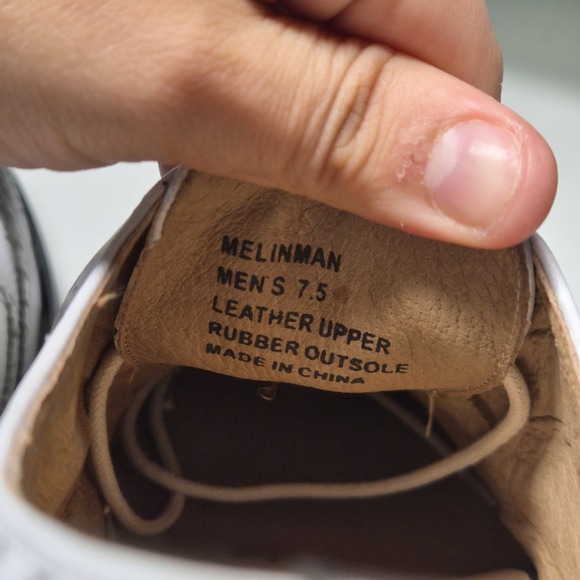 MELINMAN
MEN'S 7.5
LEATHER UPPER
RUBBER OUTSOLE
MADE IN CHINA